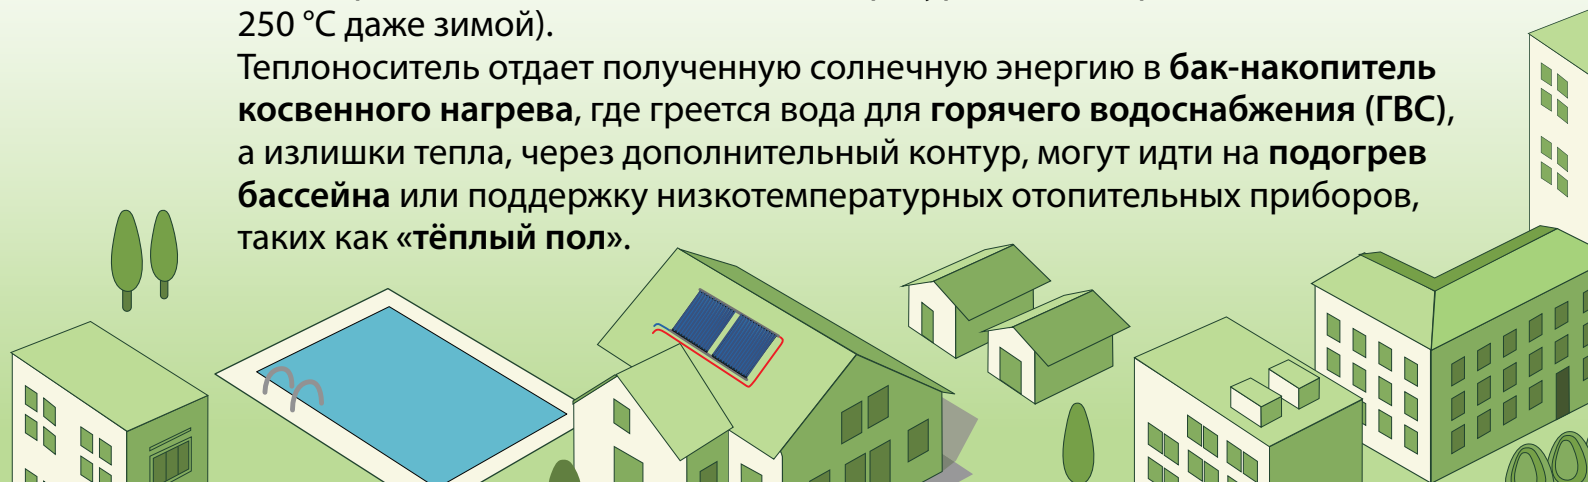 250 °C даже зимой).
Теплоноситель отдает полученную солнечную энергию в бак-накопитель
косвенного нагрева, где греется вода для горячего водоснабжения (ГВС),
а излишки тепла, через дополнительный контур, могут идти на подогрев
бассейна или поддержку низкотемпературных отопительных приборов,
таких как «тёплый пол».